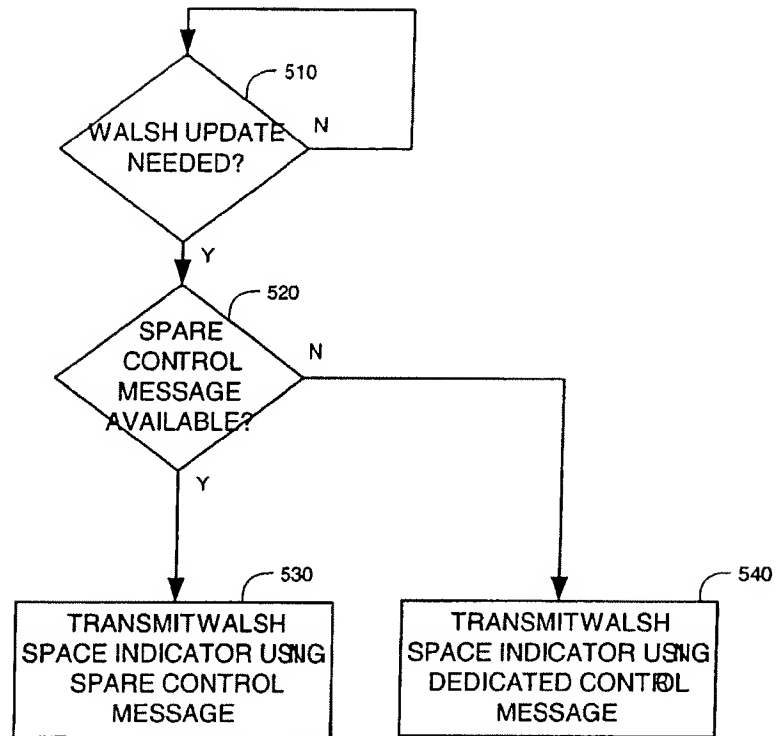 510
WALSH UPDATE
NEEDED?
N
Y
520
SPARE
CONTROL
MESSAGE
AVAILABLE?
N
Y
530
TRANSMITWALSH
SPACE INDICATOR USING
SPARE CONTROL
MESSAGE
540
TRANSMITWALSH
SPACE INDICATOR USING
DEDICATED CONTROL
MESSAGE